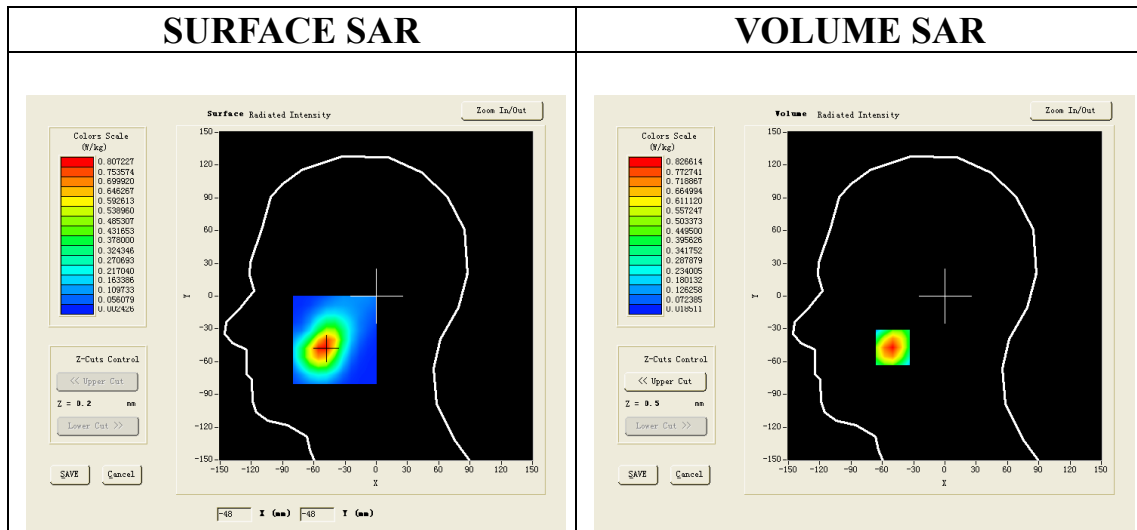 SURFACE SAR
VOLUME SAR
Surface Radiated Intensity
Zoom In/Out
Colors Scale
(W/kg)
0.807227
0.753574
0.699920
0.646267
0.592613
0.538960
0.485307
0.431653
0.378000
0.324346
0.270693
0.217040
0.163386
0.109733
0.056079
0.002426
Z-Cuts Control
<< Upper Cut
Z = 0.2 mm
Lower Cut >>
SAVE Cancel
150
120
90
60
30
0
-30
-60
-90
-120
-150
Y
-150 -120 -90 -60 -30 0 30 60 90 120 150
X
-48 X (mm) -48 Y (mm)
Volume Radiated Intensity
Zoom In/Out
Colors Scale
(W/kg)
0.826614
0.772741
0.718867
0.664994
0.611120
0.557247
0.503373
0.449500
0.395626
0.341752
0.287879
0.234005
0.180132
0.126258
0.072385
0.018511
Z-Cuts Control
<< Upper Cut
Z = 0.5 mm
Lower Cut >>
SAVE Cancel
150
120
90
60
30
0
-30
-60
-90
-120
-150
Y
-150 -120 -90 -60 -30 0 30 60 90 120 150
X